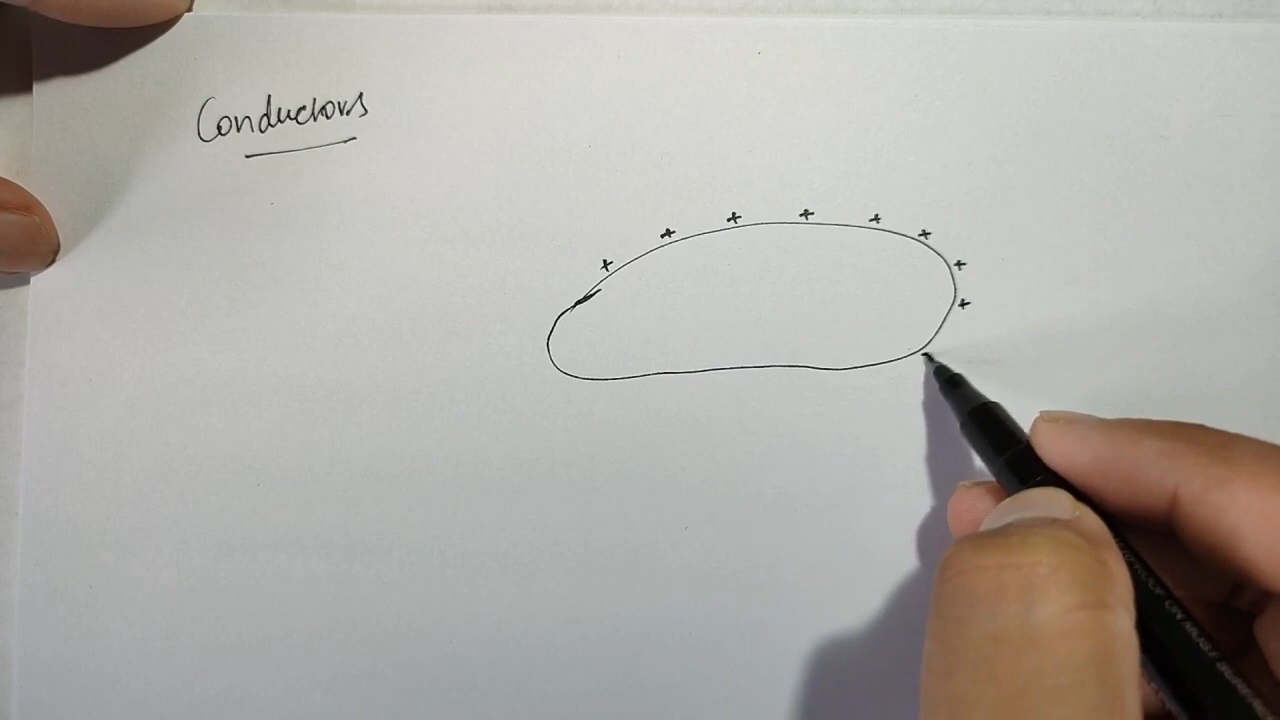 Conductors
+ + + + + + + +